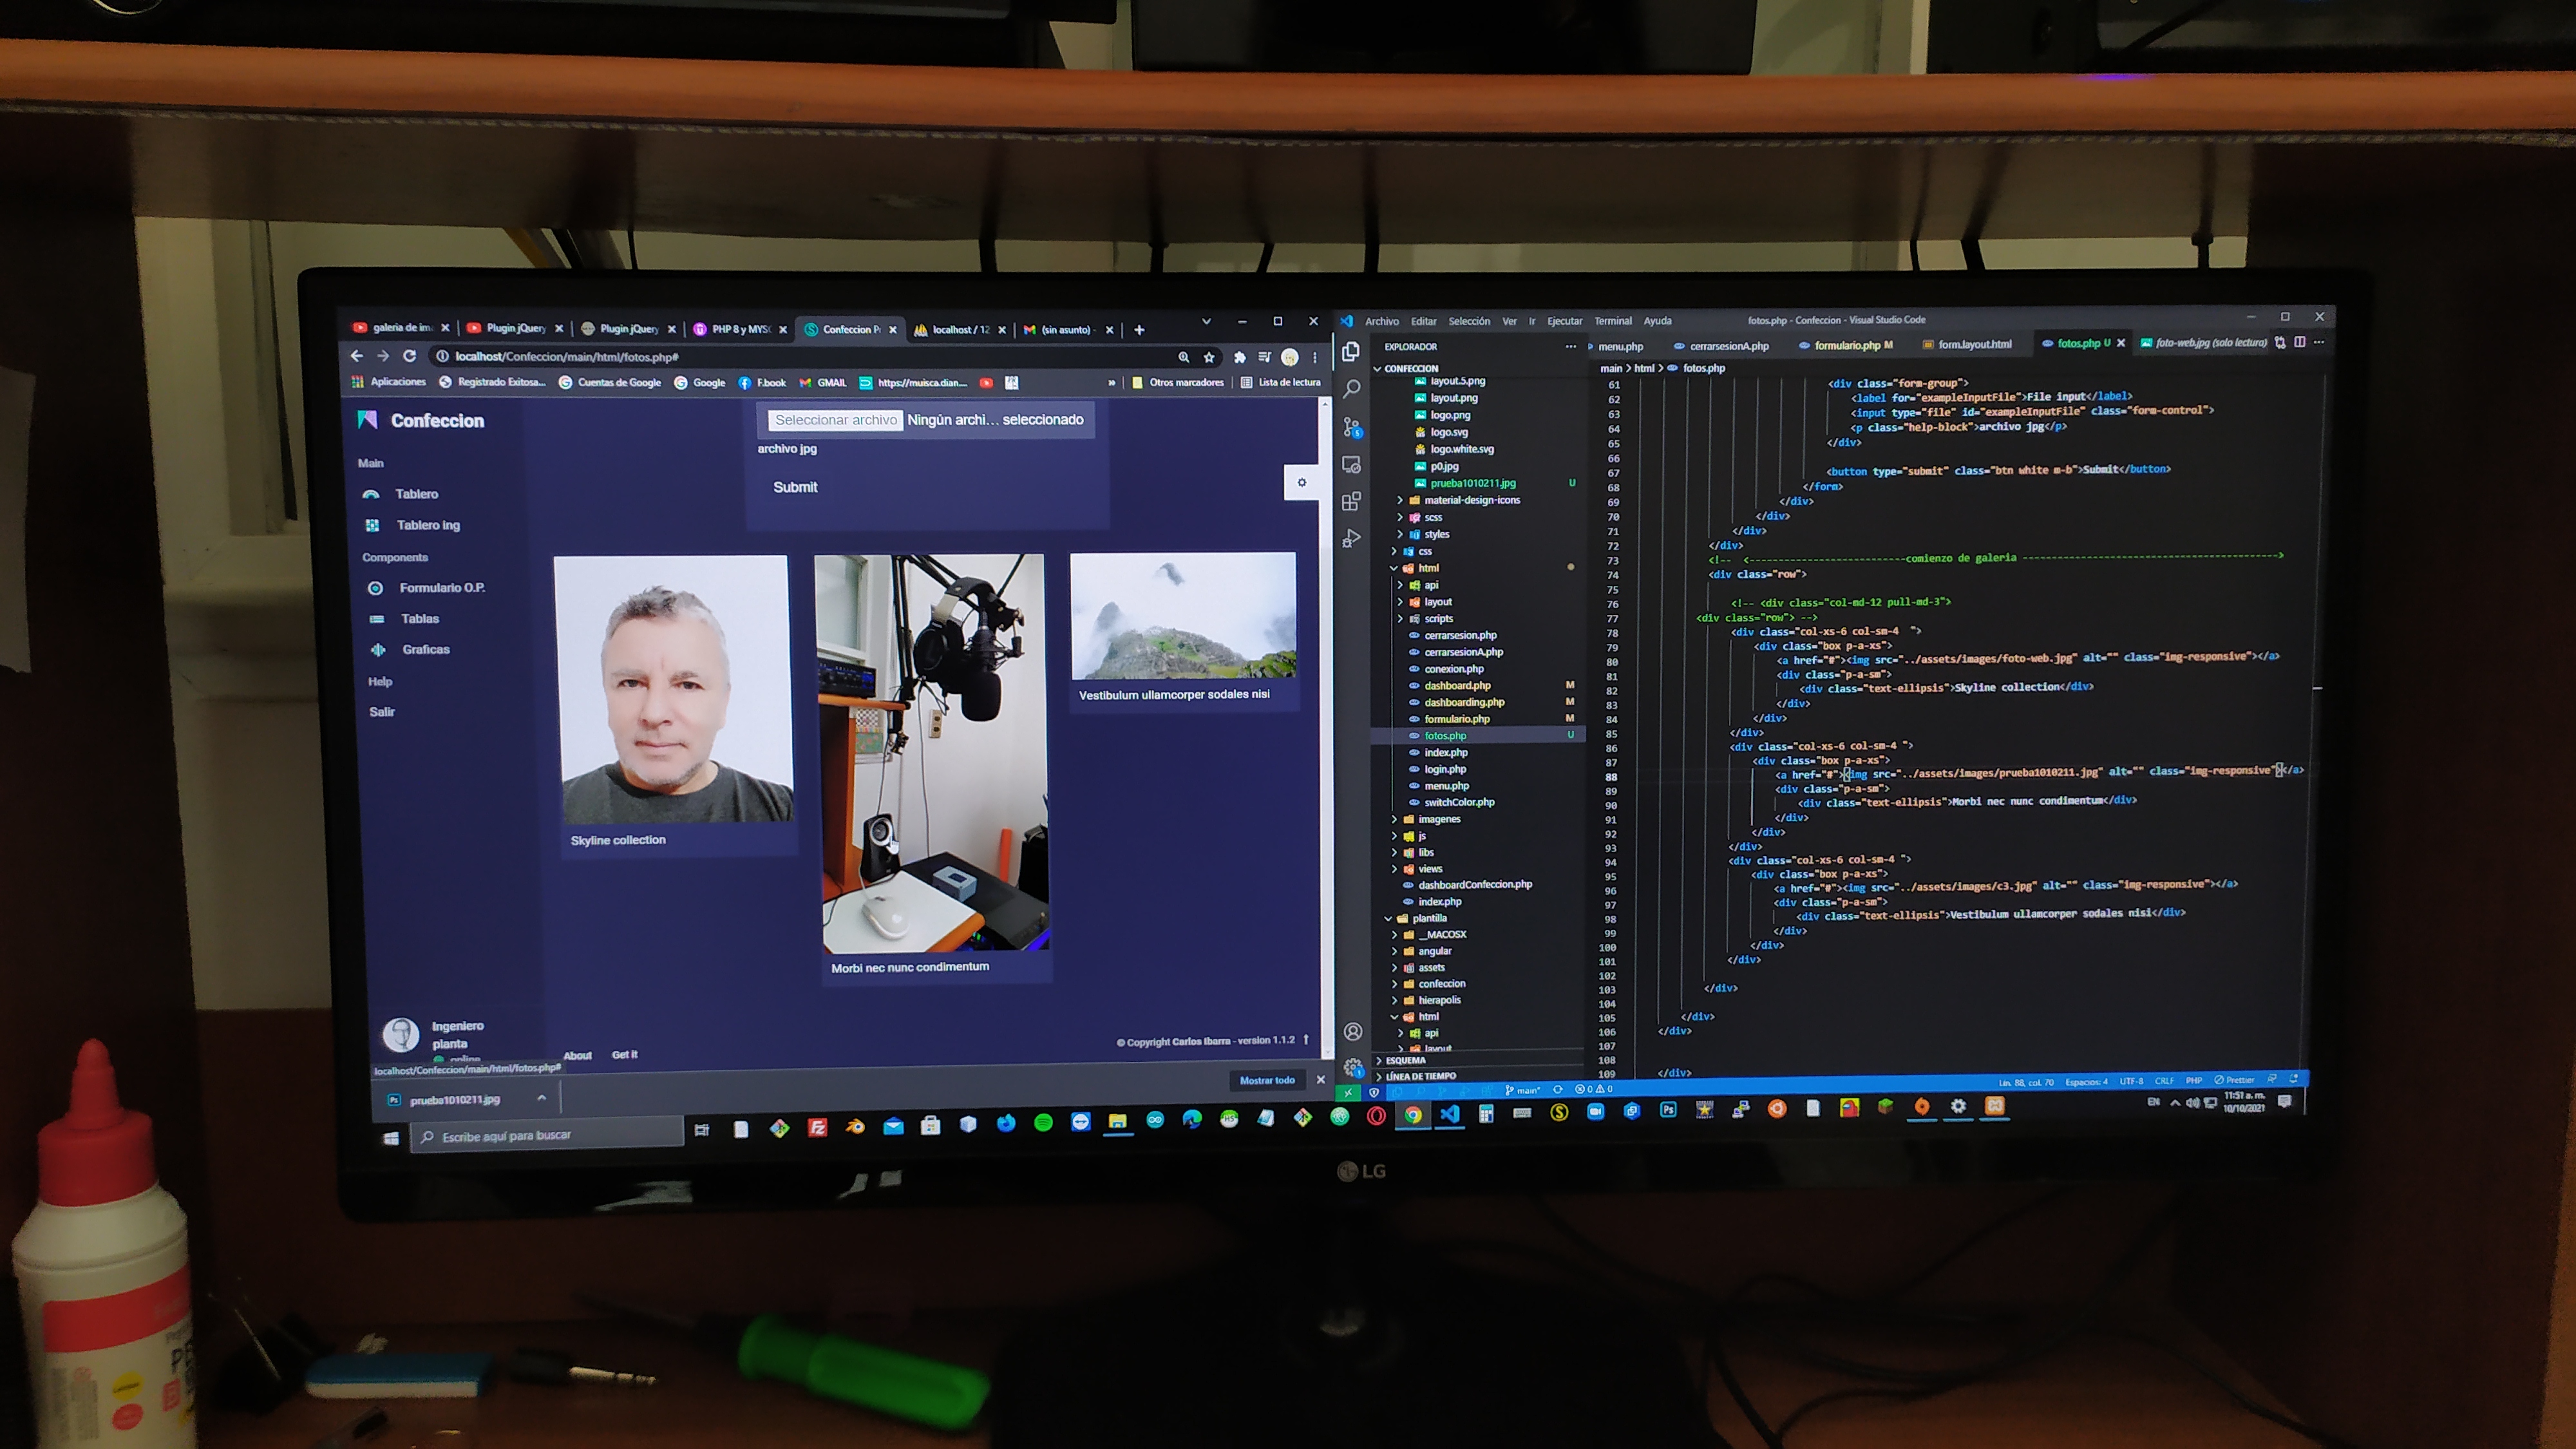 galeria de im
Plugin jQuery
Plugin jQuery
PHP 8 y MYS
Confeccion P
localhost / 12
(sin asunto) -
localhost/Confeccion/main/html/fotos.php#
Aplicaciones
Registrado Exitosa...
Cuentas de Google
Google
F.book
GMAIL
https://muisca.dian....
»
Otros marcadores
Lista de lectura
Confeccion
Main
Tablero
Tablero ing
Components
Formulario O.P.
Tablas
Graficas
Help
Salir
Seleccionar archivo Ningún archi... seleccionado
archivo jpg
Submit
Skyline collection
Morbi nec nunc condimentum
Vestibulum ullamcorper sodales nisi
Ingeniero
planta
online
About Get it
© Copyright Carlos Ibarra - version 1.1.2
localhost/Confeccion/main/html/fotos.php#
prueba1010211.jpg
Mostrar todo
Escribe aquí para buscar
Archivo Editar Selección Ver Ir Ejecutar Terminal Ayuda
fotos.php - Confeccion - Visual Studio Code
EXPLORADOR
menu.php
cerrarsesionA.php
formulario.php M
form.layout.html
fotos.php U
foto-web.jpg (solo lectura)
main > html > fotos.php
CONFECCION
layout.5.png
layout.png
logo.png
logo.svg
logo.white.svg
p0.jpg
prueba1010211.jpg U
material-design-icons
scss
styles
css
html
api
layout
scripts
cerrarsesion.php
cerrarsesionA.php
conexion.php
dashboard.php M
dashboarding.php M
formulario.php M
fotos.php U
index.php
login.php
menu.php
switchColor.php
imagenes
js
libs
views
dashboardConfeccion.php
index.php
plantilla
__MACOSX
angular
assets
confeccion
hierapolis
html
api
layout
ESQUEMA
LÍNEA DE TIEMPO
61 <div class="form-group">
62 <label for="exampleInputFile">File input</label>
63 <input type="file" id="exampleInputFile" class="form-control">
64 <p class="help-block">archivo jpg</p>
65 </div>
66
67 <button type="submit" class="btn white m-b">Submit</button>
68 </form>
69 </div>
70 </div>
71 </div>
72 </div>
73 <!-- <---------------------------comienzo de galeria -------------------------------------------->
74 <div class="row">
75
76 <!-- <div class="col-md-12 pull-md-3">
77 <div class="row"> -->
78 <div class="col-xs-6 col-sm-4 ">
79 <div class="box p-a-xs">
80 <a href="#"><img src="../assets/images/foto-web.jpg" alt="" class="img-responsive"></a>
81 <div class="p-a-sm">
82 <div class="text-ellipsis">Skyline collection</div>
83 </div>
84 </div>
85 </div>
86 <div class="col-xs-6 col-sm-4 ">
87 <div class="box p-a-xs">
88 <a href="#"><img src="../assets/images/prueba1010211.jpg" alt="" class="img-responsive"></a>
89 <div class="p-a-sm">
90 <div class="text-ellipsis">Morbi nec nunc condimentum</div>
91 </div>
92 </div>
93 </div>
94 <div class="col-xs-6 col-sm-4 ">
95 <div class="box p-a-xs">
96 <a href="#"><img src="../assets/images/c3.jpg" alt="" class="img-responsive"></a>
97 <div class="p-a-sm">
98 <div class="text-ellipsis">Vestibulum ullamcorper sodales nisi</div>
99 </div>
100 </div>
101 </div>
102
103 </div>
104
105 </div>
106 </div>
107
108
109 </div>
main* 0 0
Lín. 88, col. 70 Espacios: 4 UTF-8 CRLF PHP Prettier
EN
11:51 a. m.
10/10/2021
LG